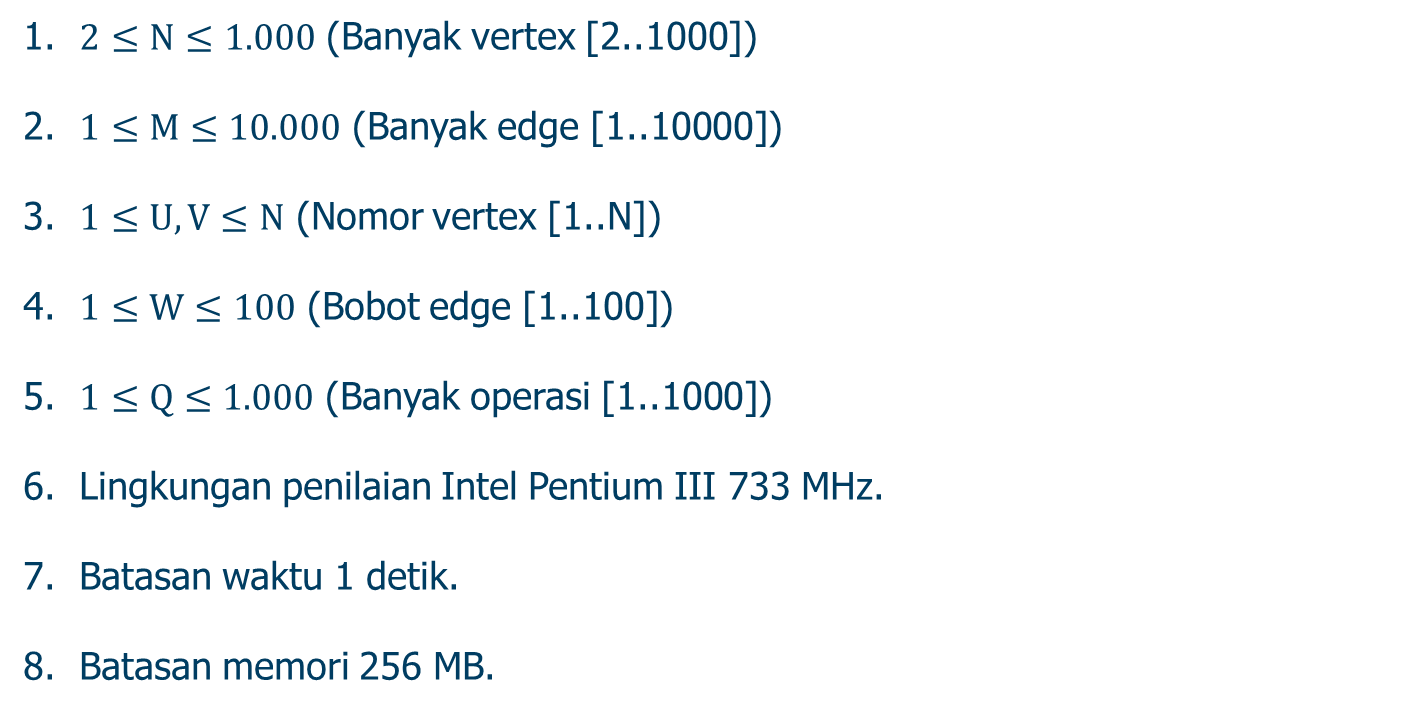 1. 2 ≤ N ≤ 1.000 (Banyak vertex [2..1000])
2. 1 ≤ M ≤ 10.000 (Banyak edge [1..10000])
3. 1 ≤ U, V ≤ N (Nomor vertex [1..N])
4. 1 ≤ W ≤ 100 (Bobot edge [1..100])
5. 1 ≤ Q ≤ 1.000 (Banyak operasi [1..1000])
6. Lingkungan penilaian Intel Pentium III 733 MHz.
7. Batasan waktu 1 detik.
8. Batasan memori 256 MB.